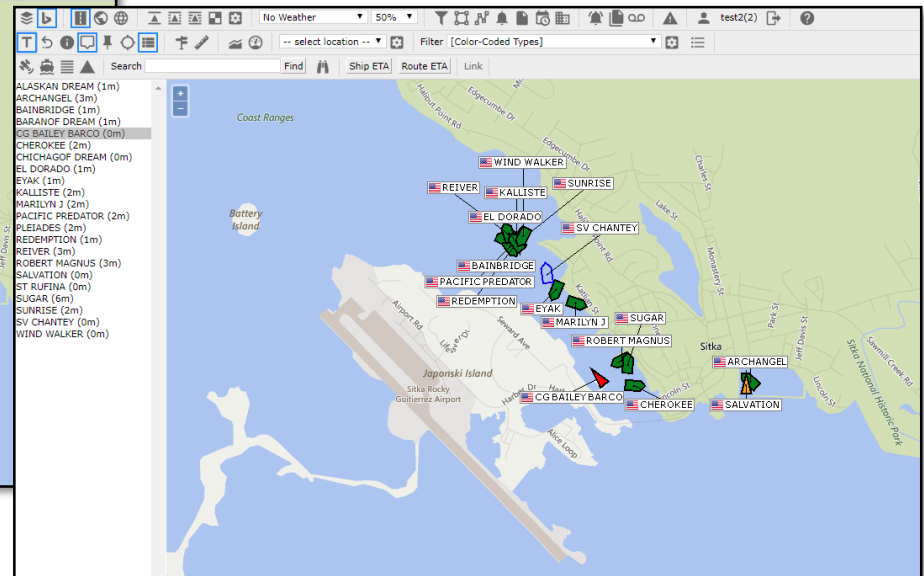 No Weather 50% test2(2)
T -- select location -- Filter [Color-Coded Types]
Search Find Ship ETA Route ETA Link
ALASKAN DREAM (1m)
ARCHANGEL (3m)
BAINBRIDGE (1m)
BARANOF DREAM (1m)
CG BAILEY BARCO (0m)
CHEROKEE (2m)
CHICHAGOF DREAM (0m)
EL DORADO (1m)
EYAK (1m)
KALLISTE (2m)
MARILYN J (2m)
PACIFIC PREDATOR (2m)
PLEIADES (2m)
REDEMPTION (1m)
REIVER (3m)
ROBERT MAGNUS (3m)
SALVATION (0m)
ST RUFINA (0m)
SUGAR (6m)
SUNRISE (2m)
SV CHANTEY (0m)
WIND WALKER (0m)
+
−
Coast Ranges
Halibut Point Rd
Edgecumbe Dr
Edgecumbe Dr
WIND WALKER
REIVER
KALLISTE
SUNRISE
Charles St
EL DORADO
Lake St
Battery
Island
SV CHANTEY
Jeff Davis St
Monastery St
BAINBRIDGE
PACIFIC PREDATOR
REDEMPTION
EYAK
Katlian St
MARILYN J
SUGAR
Airport Rd
Seward Ave
Park St
Jeff Davis St
ROBERT MAGNUS
Sitka
Sitka National Historic Park
Sawmill Creek Rd
ARCHANGEL
Japonski Island
Sitka Rocky
Gutierrez Airport
Harbor Dr
CG BAILEY BARCO
CHEROKEE
Lincoln St
SALVATION
Lincoln St
Alice Loop